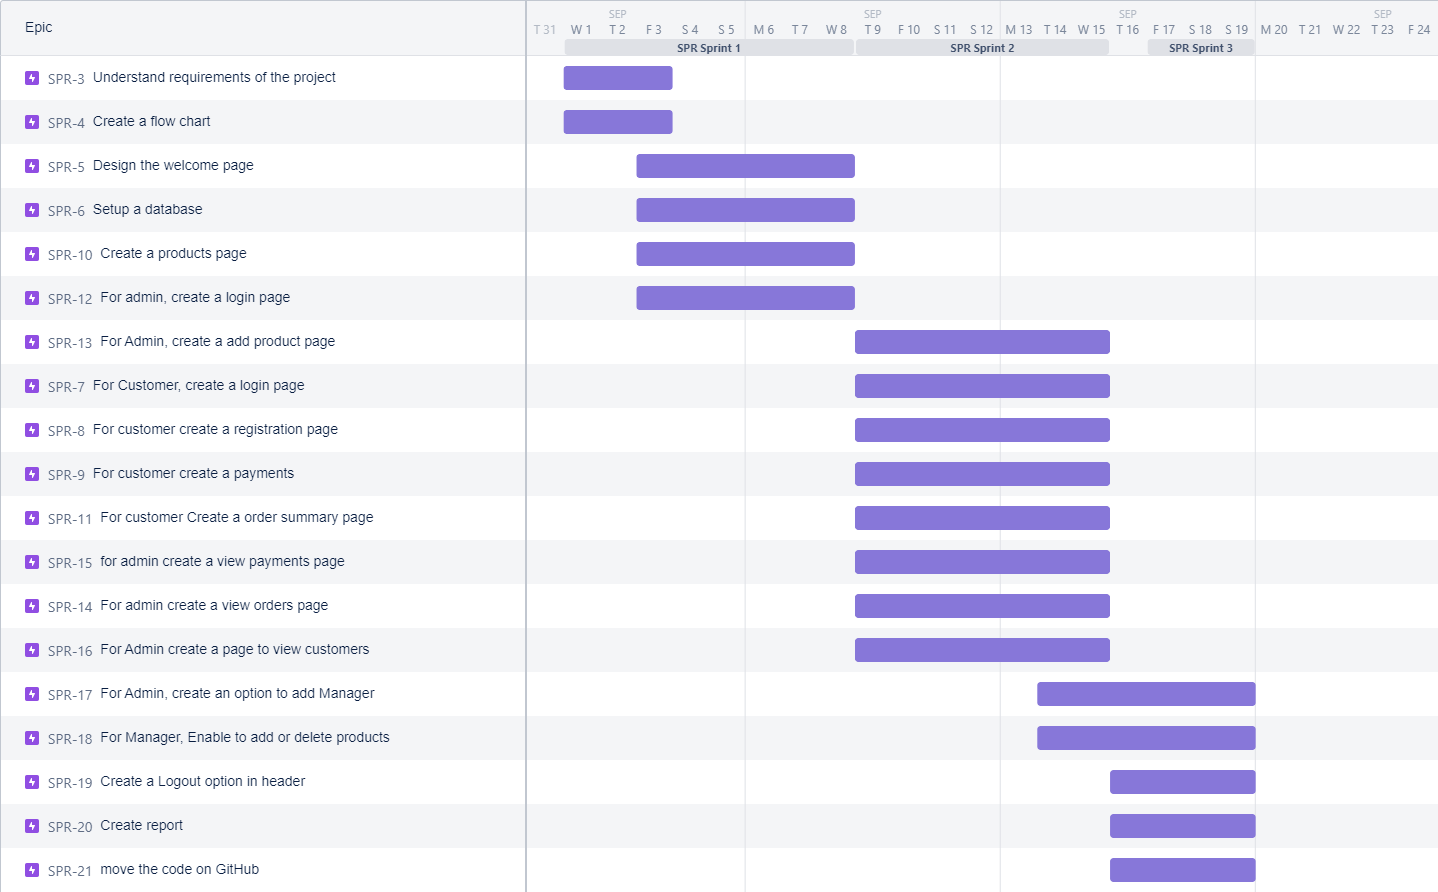 Epic
SEP SEP SEP SEP
T 31 W 1 T 2 F 3 S 4 S 5 M 6 T 7 W 8 T 9 F 10 S 11 S 12 M 13 T 14 W 15 T 16 F 17 S 18 S 19 M 20 T 21 W 22 T 23 F 24
SPR Sprint 1 SPR Sprint 2 SPR Sprint 3
SPR-3 Understand requirements of the project
SPR-4 Create a flow chart
SPR-5 Design the welcome page
SPR-6 Setup a database
SPR-10 Create a products page
SPR-12 For admin, create a login page
SPR-13 For Admin, create a add product page
SPR-7 For Customer, create a login page
SPR-8 For customer create a registration page
SPR-9 For customer create a payments
SPR-11 For customer Create a order summary page
SPR-15 for admin create a view payments page
SPR-14 For admin create a view orders page
SPR-16 For Admin create a page to view customers
SPR-17 For Admin, create an option to add Manager
SPR-18 For Manager, Enable to add or delete products
SPR-19 Create a Logout option in header
SPR-20 Create report
SPR-21 move the code on GitHub